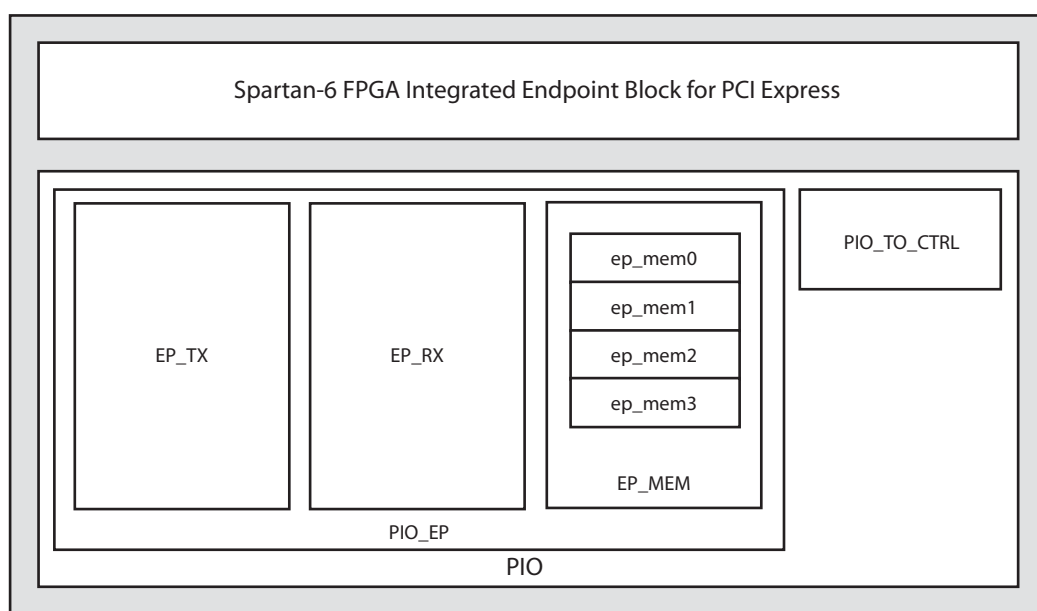 Spartan-6 FPGA Integrated Endpoint Block for PCI Express
EP_TX
EP_RX
ep_mem0
ep_mem1
ep_mem2
ep_mem3
EP_MEM
PIO_EP
PIO_TO_CTRL
PIO